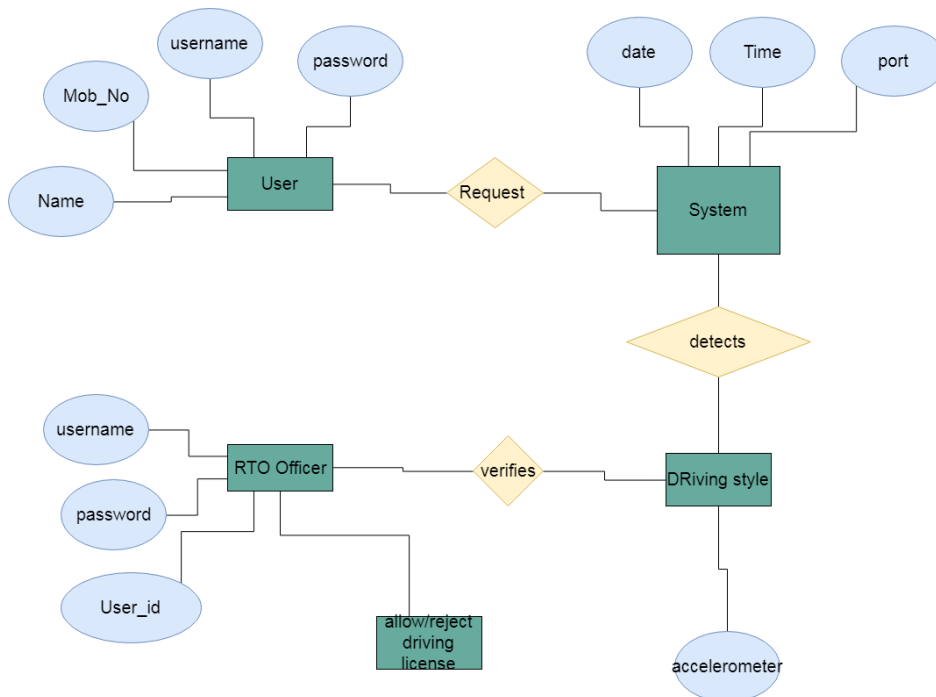 username
password
Mob_No
Name
User
Request
date
Time
port
System
detects
username
password
User_id
RTO Officer
verifies
DRiving style
allow/reject
driving
license
accelerometer